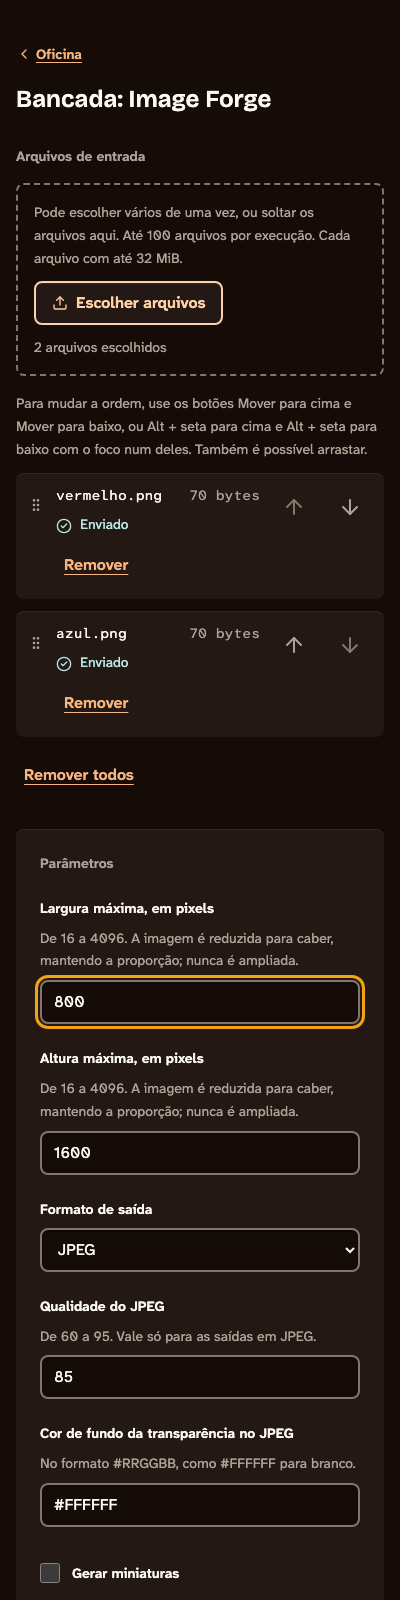 Oficina
Bancada: Image Forge
Arquivos de entrada
Pode escolher vários de uma vez, ou soltar os
arquivos aqui. Até 100 arquivos por execução. Cada
arquivo com até 32 MiB.
Escolher arquivos
2 arquivos escolhidos
Para mudar a ordem, use os botões Mover para cima e
Mover para baixo, ou Alt + seta para cima e Alt + seta para
baixo com o foco num deles. Também é possível arrastar.
vermelho.png 70 bytes
Enviado
Remover
azul.png 70 bytes
Enviado
Remover
Remover todos
Parâmetros
Largura máxima, em pixels
De 16 a 4096. A imagem é reduzida para caber,
mantendo a proporção; nunca é ampliada.
800
Altura máxima, em pixels
De 16 a 4096. A imagem é reduzida para caber,
mantendo a proporção; nunca é ampliada.
1600
Formato de saída
JPEG
Qualidade do JPEG
De 60 a 95. Vale só para as saídas em JPEG.
85
Cor de fundo da transparência no JPEG
No formato #RRGGBB, como #FFFFFF para branco.
#FFFFFF
Gerar miniaturas